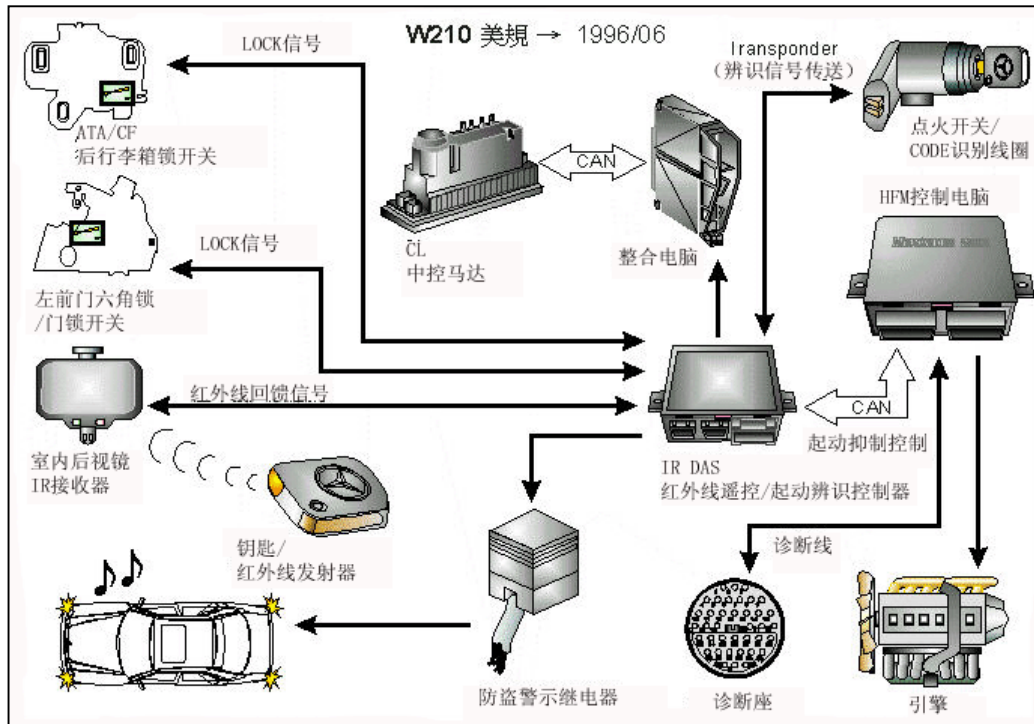 W210 美規 → 1996/06
LOCK信号
Transponder
（辨识信号传送）
ATA/CF
后行李箱锁开关
CAN
点火开关/
CODE识别线圈
HFM控制电脑
LOCK信号
CL
中控马达
整合电脑
左前门六角锁
/门锁开关
红外线回馈信号
CAN
起动抑制控制
室内后视镜
IR接收器
IR DAS
红外线遥控/起动辨识控制器
钥匙/
红外线发射器
诊断线
防盗警示继电器
诊断座
引擎